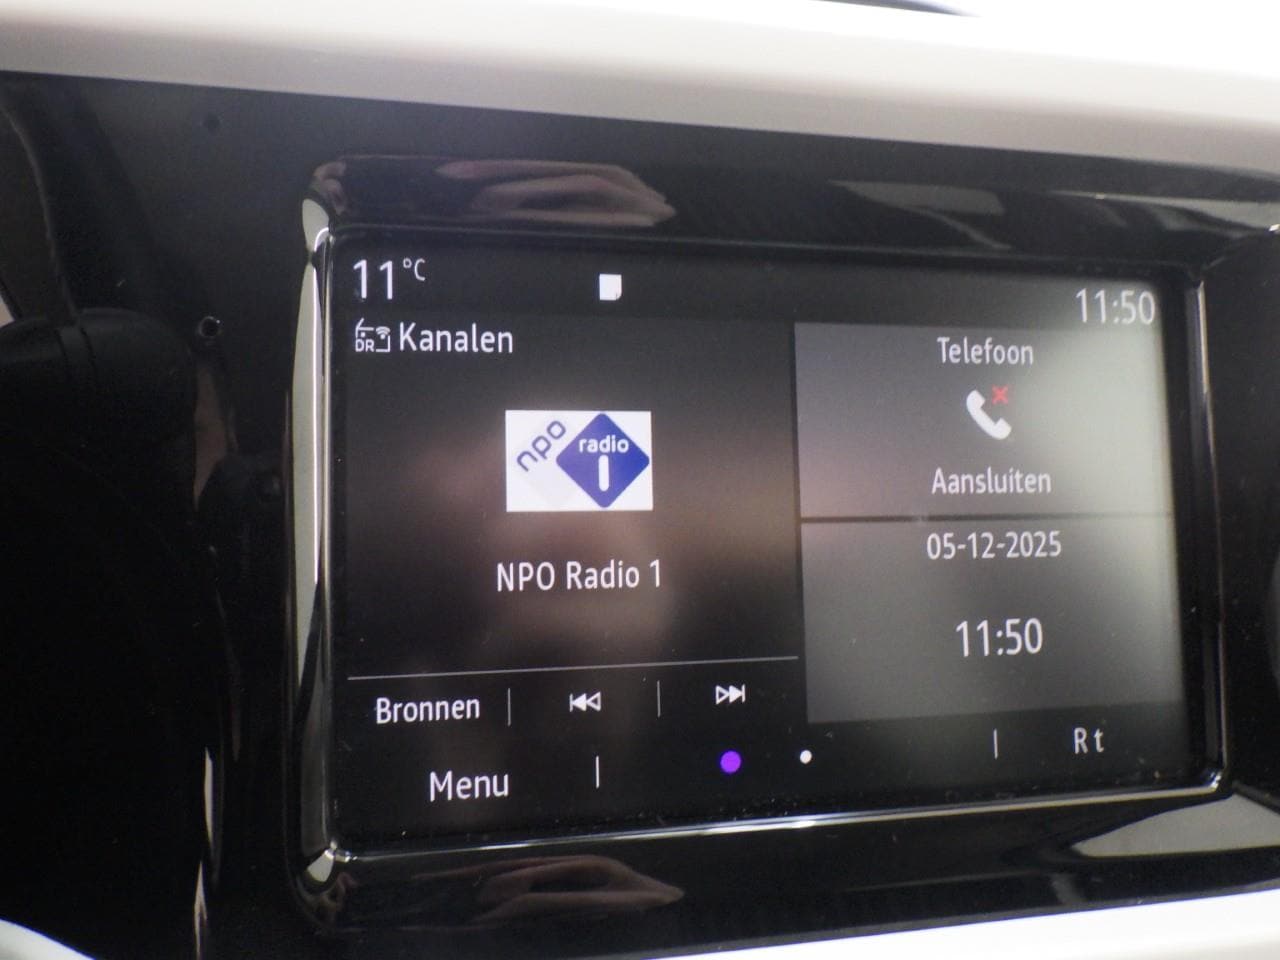 11°C
11:50
DR Kanalen
Telefoon
npo radio 1
Aansluiten
NPO Radio 1
05-12-2025
11:50
Bronnen
Menu
Rt